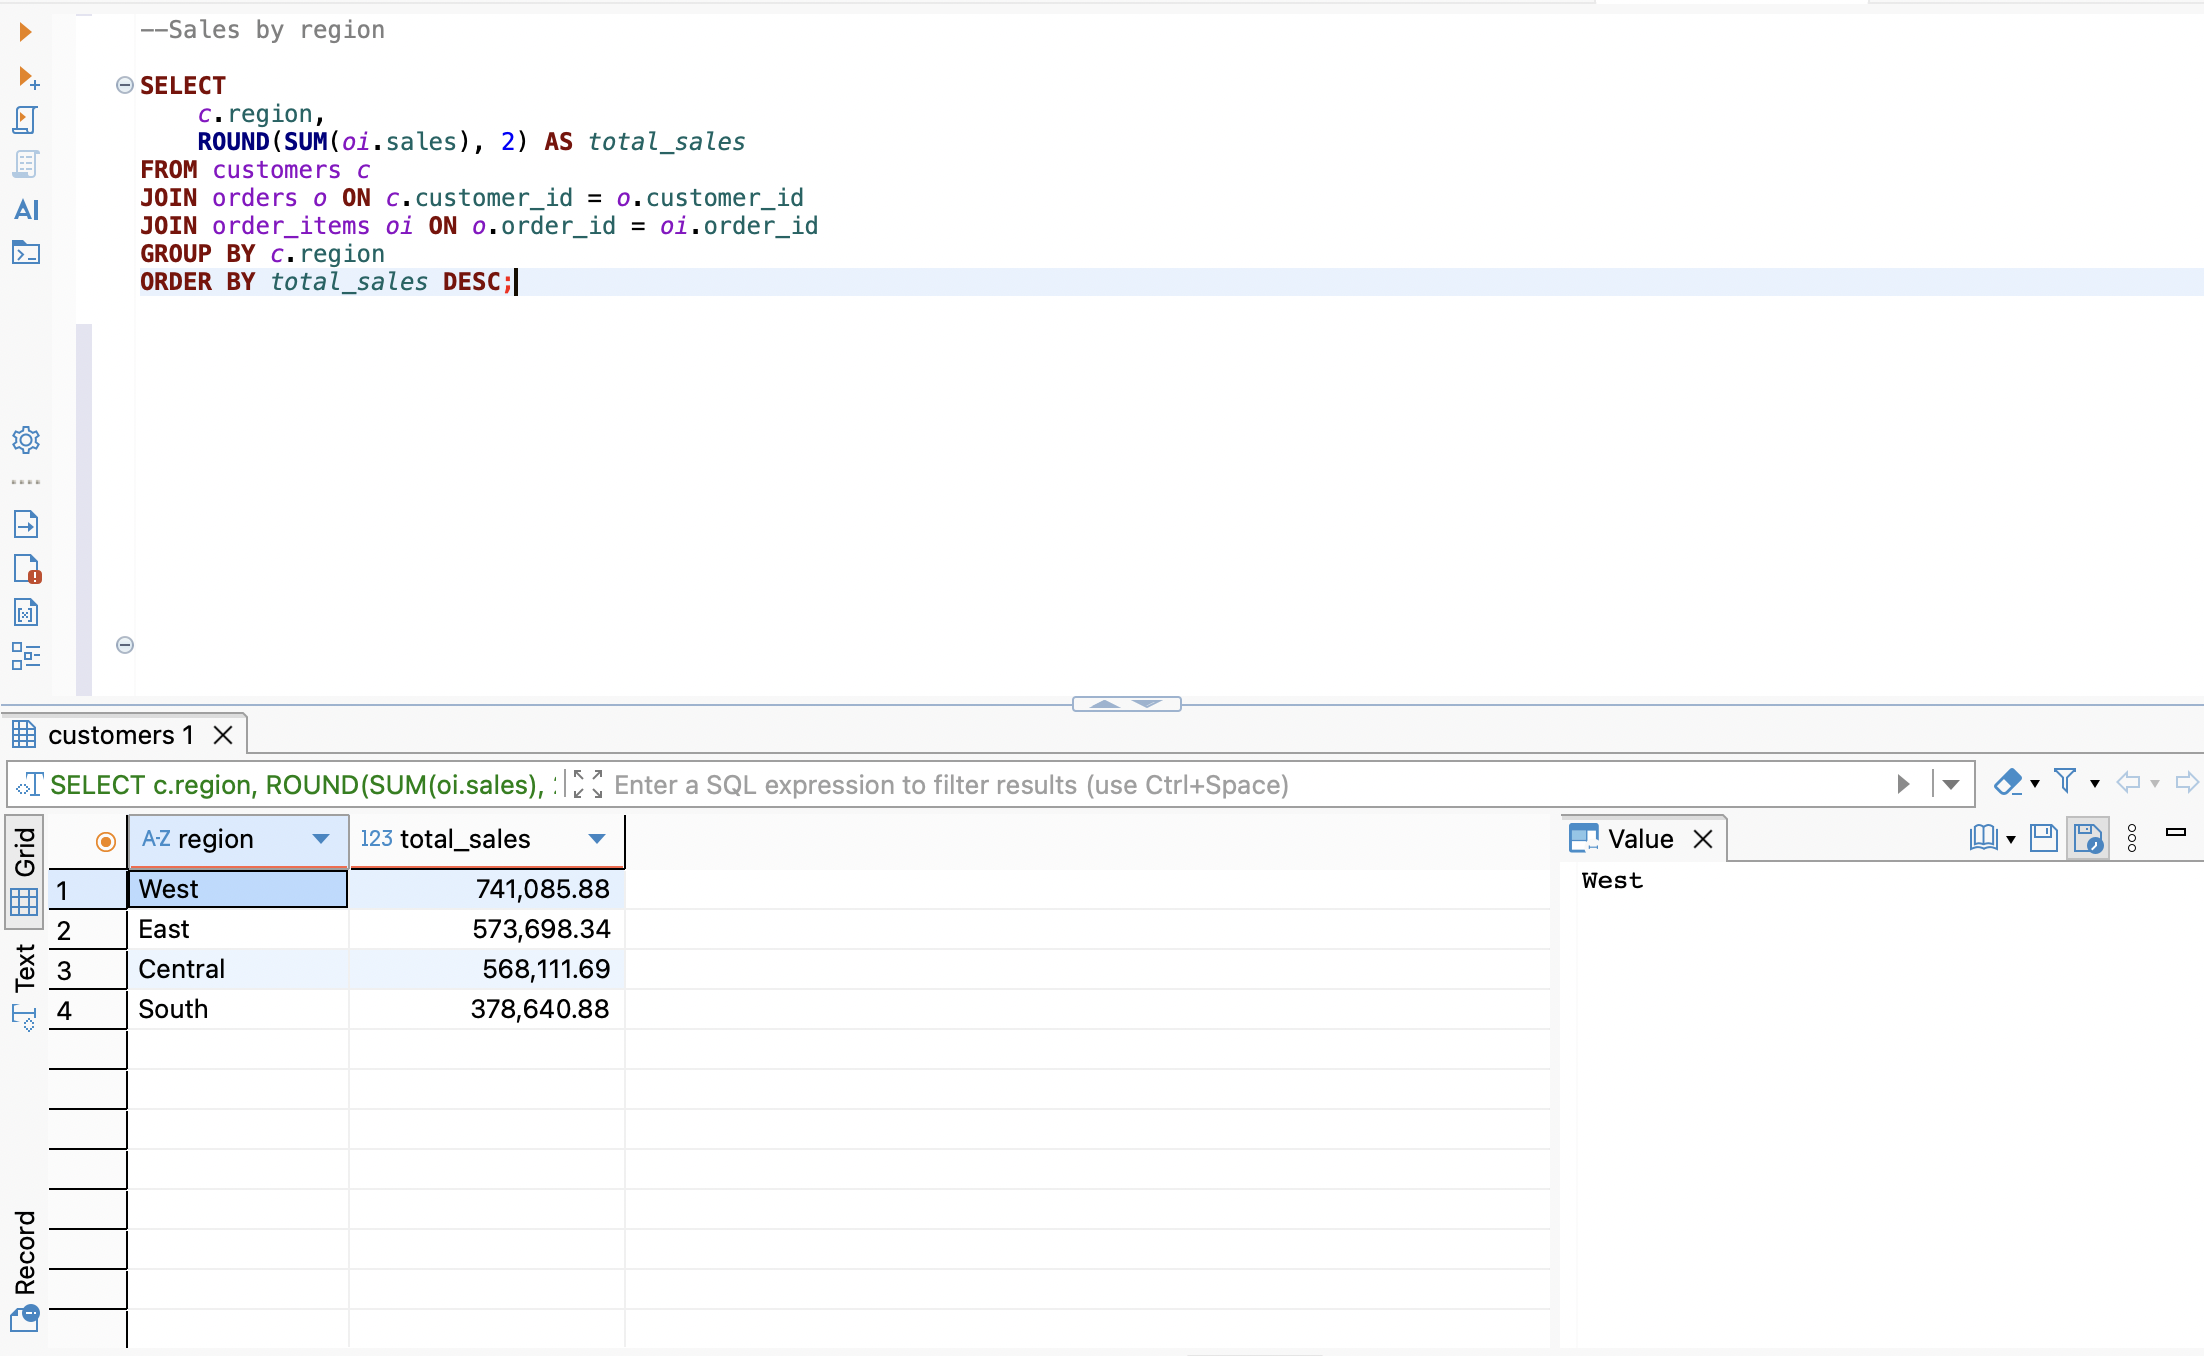 --Sales by region
SELECT
c.region,
ROUND(SUM(oi.sales), 2) AS total_sales
FROM customers c
JOIN orders o ON c.customer_id = o.customer_id
JOIN order_items oi ON o.order_id = oi.order_id
GROUP BY c.region
ORDER BY total_sales DESC;
AI
customers 1
SELECT c.region, ROUND(SUM(oi.sales), Enter a SQL expression to filter results (use Ctrl+Space)
Grid
Text
Record
A-Z region 123 total_sales
1 West 741,085.88
2 East 573,698.34
3 Central 568,111.69
4 South 378,640.88
Value
West